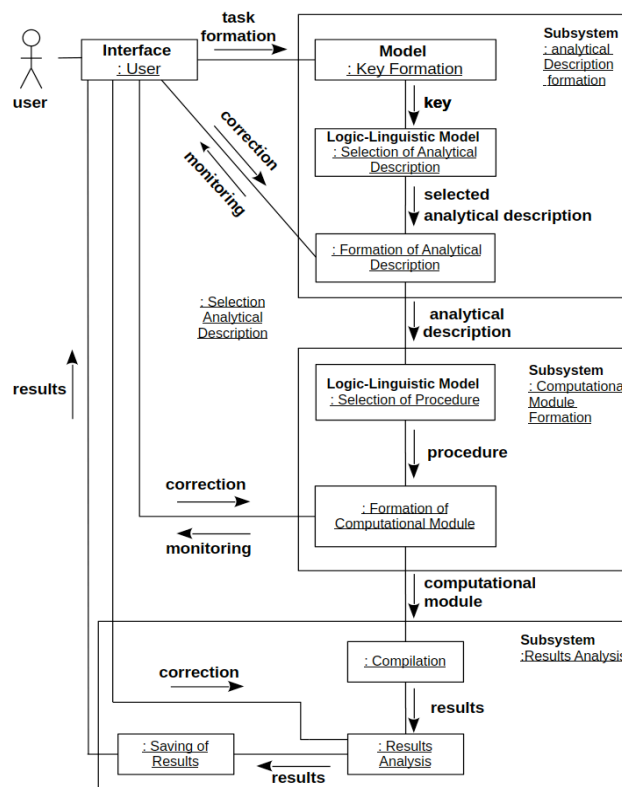 task
formation
Interface
: User
user
Model
: Key Formation
Subsystem
: analytical
Description
formation
key
correction
monitoring
Logic-Linguistic Model
: Selection of Analytical
Description
selected
analytical description
: Formation of Analytical
Description
: Selection
Analytical
Description
analytical
description
results
Logic-Linguistic Model
: Selection of Procedure
Subsystem
: Computational
Module
Formation
procedure
correction
: Formation of
Computational Module
monitoring
computational
module
Subsystem
:Results Analysis
: Compilation
correction
results
: Saving of
Results
: Results
Analysis
results